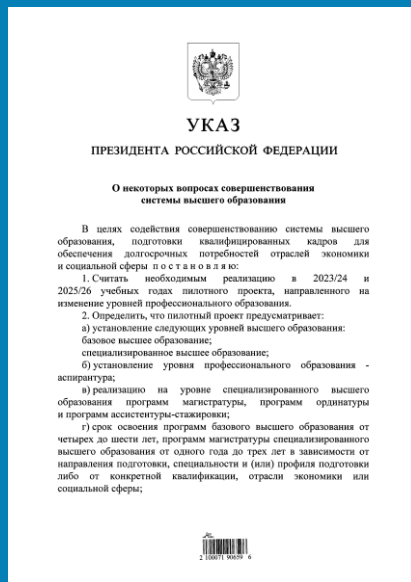 УКАЗ
ПРЕЗИДЕНТА РОССИЙСКОЙ ФЕДЕРАЦИИ
О некоторых вопросах совершенствования
системы высшего образования
В целях содействия совершенствованию системы высшего
образования, подготовки квалифицированных кадров для
обеспечения долгосрочных потребностей отраслей экономики
и социальной сферы п о с т а н о в л я ю:
1. Считать необходимым реализацию в 2023/24 и
2025/26 учебных годах пилотного проекта, направленного на
изменение уровней профессионального образования.
2. Определить, что пилотный проект предусматривает:
а) установление следующих уровней высшего образования:
базовое высшее образование;
специализированное высшее образование;
б) установление уровня профессионального образования -
аспирантура;
в) реализацию на уровне специализированного высшего
образования программ магистратуры, программ ординатуры
и программ ассистентуры-стажировки;
г) срок освоения программ базового высшего образования от
четырех до шести лет, программ магистратуры специализированного
высшего образования от одного года до трех лет в зависимости от
направления подготовки, специальности и (или) профиля подготовки
либо от конкретной квалификации, отрасли экономики или
социальной сферы;
2 100071 90659 6